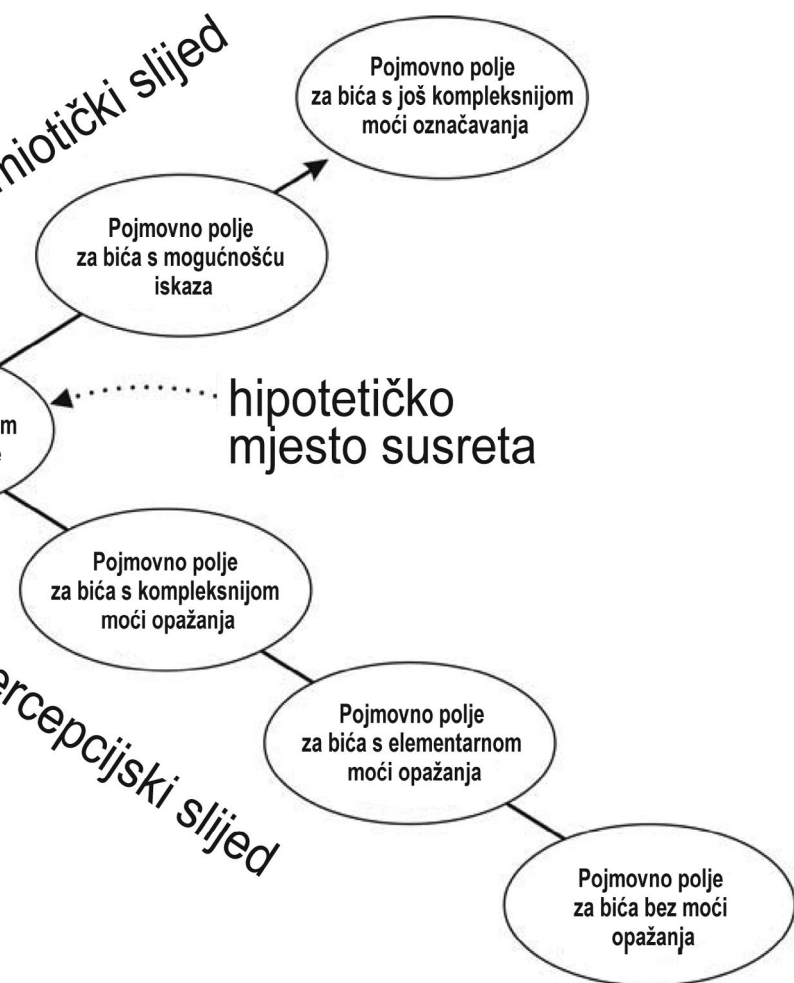 slijed
Pojmovno polje
za bića s još kompleksnijom
moći označavanja
Pojmovno polje
za bića s mogućnošću
iskaza
hipotetičko
mjesto susreta
Pojmovno polje
za bića s kompleksnijom
moći opažanja
slijed
Pojmovno polje
za bića s elementarnom
moći opažanja
Pojmovno polje
za bića bez moći
opažanja